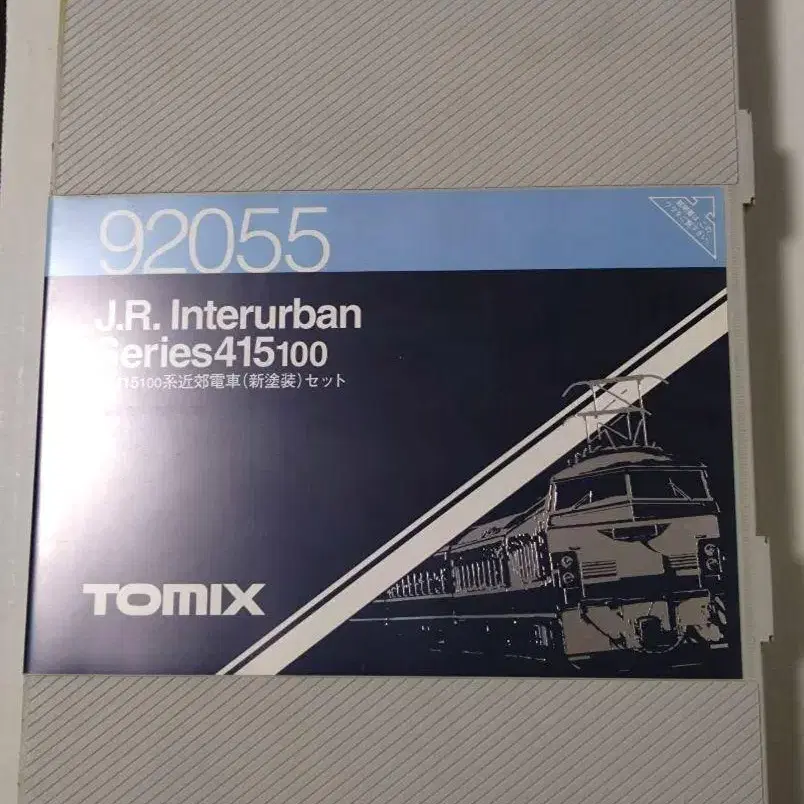 92055
J.R. Interurban
Series415100
415100系近郊電車(新塗装)セット
TOMIX